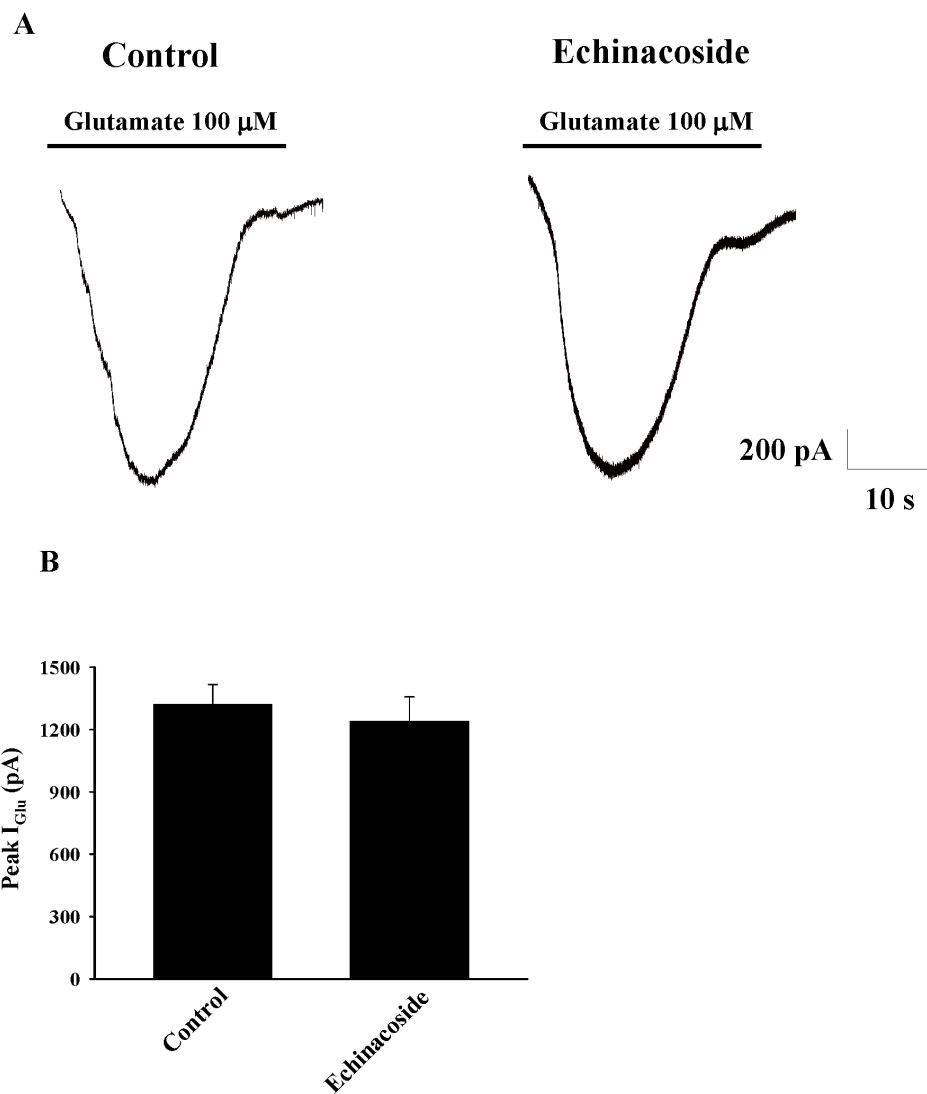 A
Control
Echinacoside
Glutamate 100 μM
Glutamate 100 μM
200 pA
10 s
B
1500
1200
900
600
300
0
Peak I_Glu (pA)
Control
Echinacoside